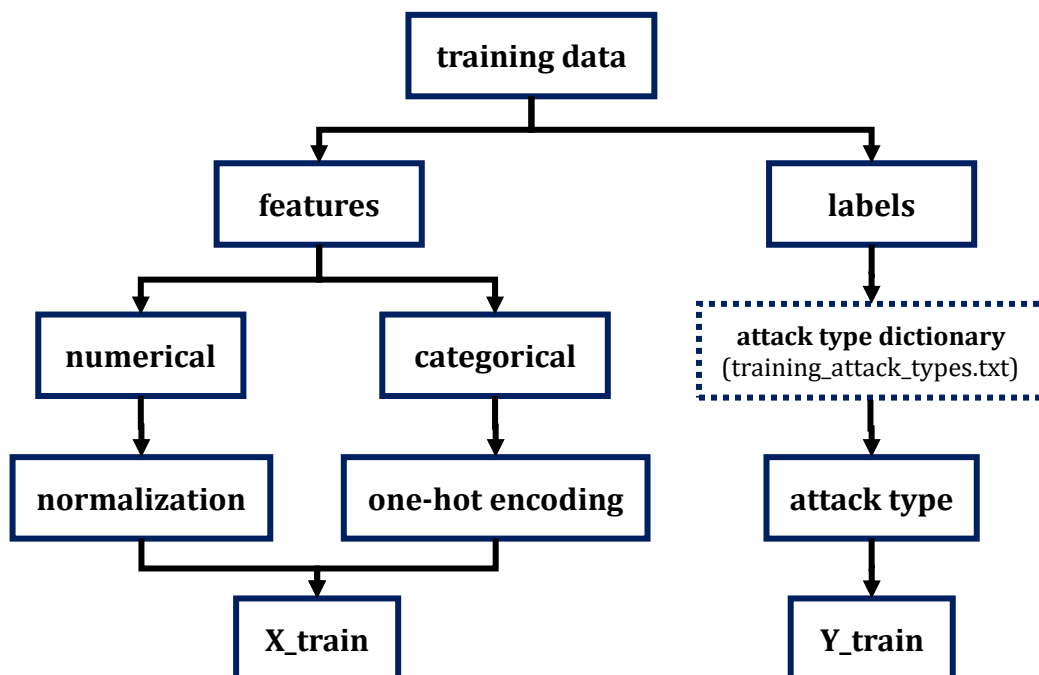 training data
features
labels
numerical
categorical
attack type dictionary
(training_attack_types.txt)
normalization
one-hot encoding
attack type
X_train
Y_train